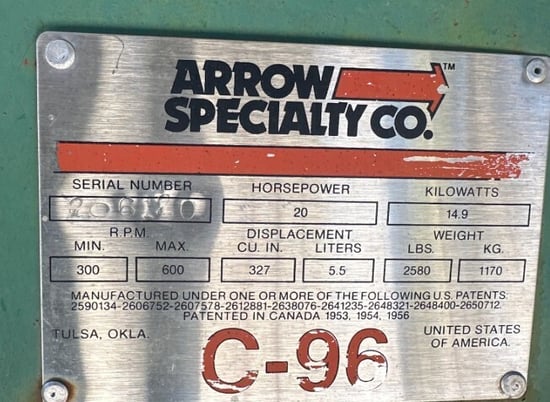 ARROW ™
SPECIALTY CO.
SERIAL NUMBER HORSEPOWER KILOWATTS
20 14.9
R.P.M. DISPLACEMENT WEIGHT
MIN. MAX. CU. IN. LITERS LBS. KG.
300 600 327 5.5 2580 1170
MANUFACTURED UNDER ONE OR MORE OF THE FOLLOWING U.S. PATENTS.
2590134-2606752-2607578-2612881-2638076-2641235-2648321-2648400-2650712.
PATENTED IN CANADA 1953, 1954, 1956
TULSA, OKLA. UNITED STATES
OF AMERICA.
C-96